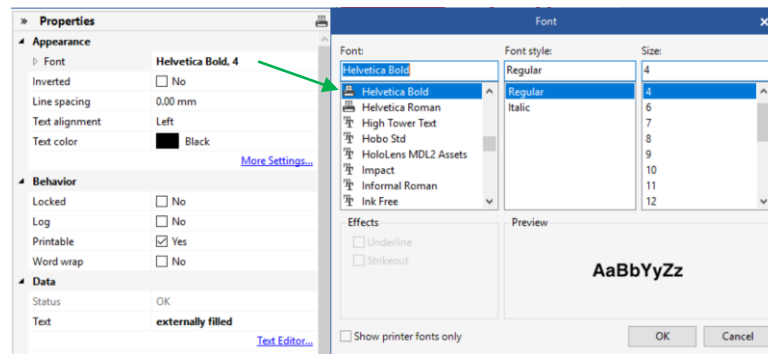 » Properties
Appearance
Font Helvetica Bold, 4
Inverted No
Line spacing 0.00 mm
Text alignment Left
Text color Black
More Settings...
Behavior
Locked No
Log No
Printable Yes
Word wrap No
Data
Status OK
Text externally filled
Text Editor...
Font
Font: Font style: Size:
Helvetica Bold Regular 4
Helvetica Bold Regular 4
Helvetica Roman Italic 6
High Tower Text 7
Hobo Std 8
HoloLens MDL2 Assets 9
Impact 10
Informal Roman 11
Ink Free 12
Effects Preview
Underline
Strikeout
AaBbYyZz
Show printer fonts only OK Cancel